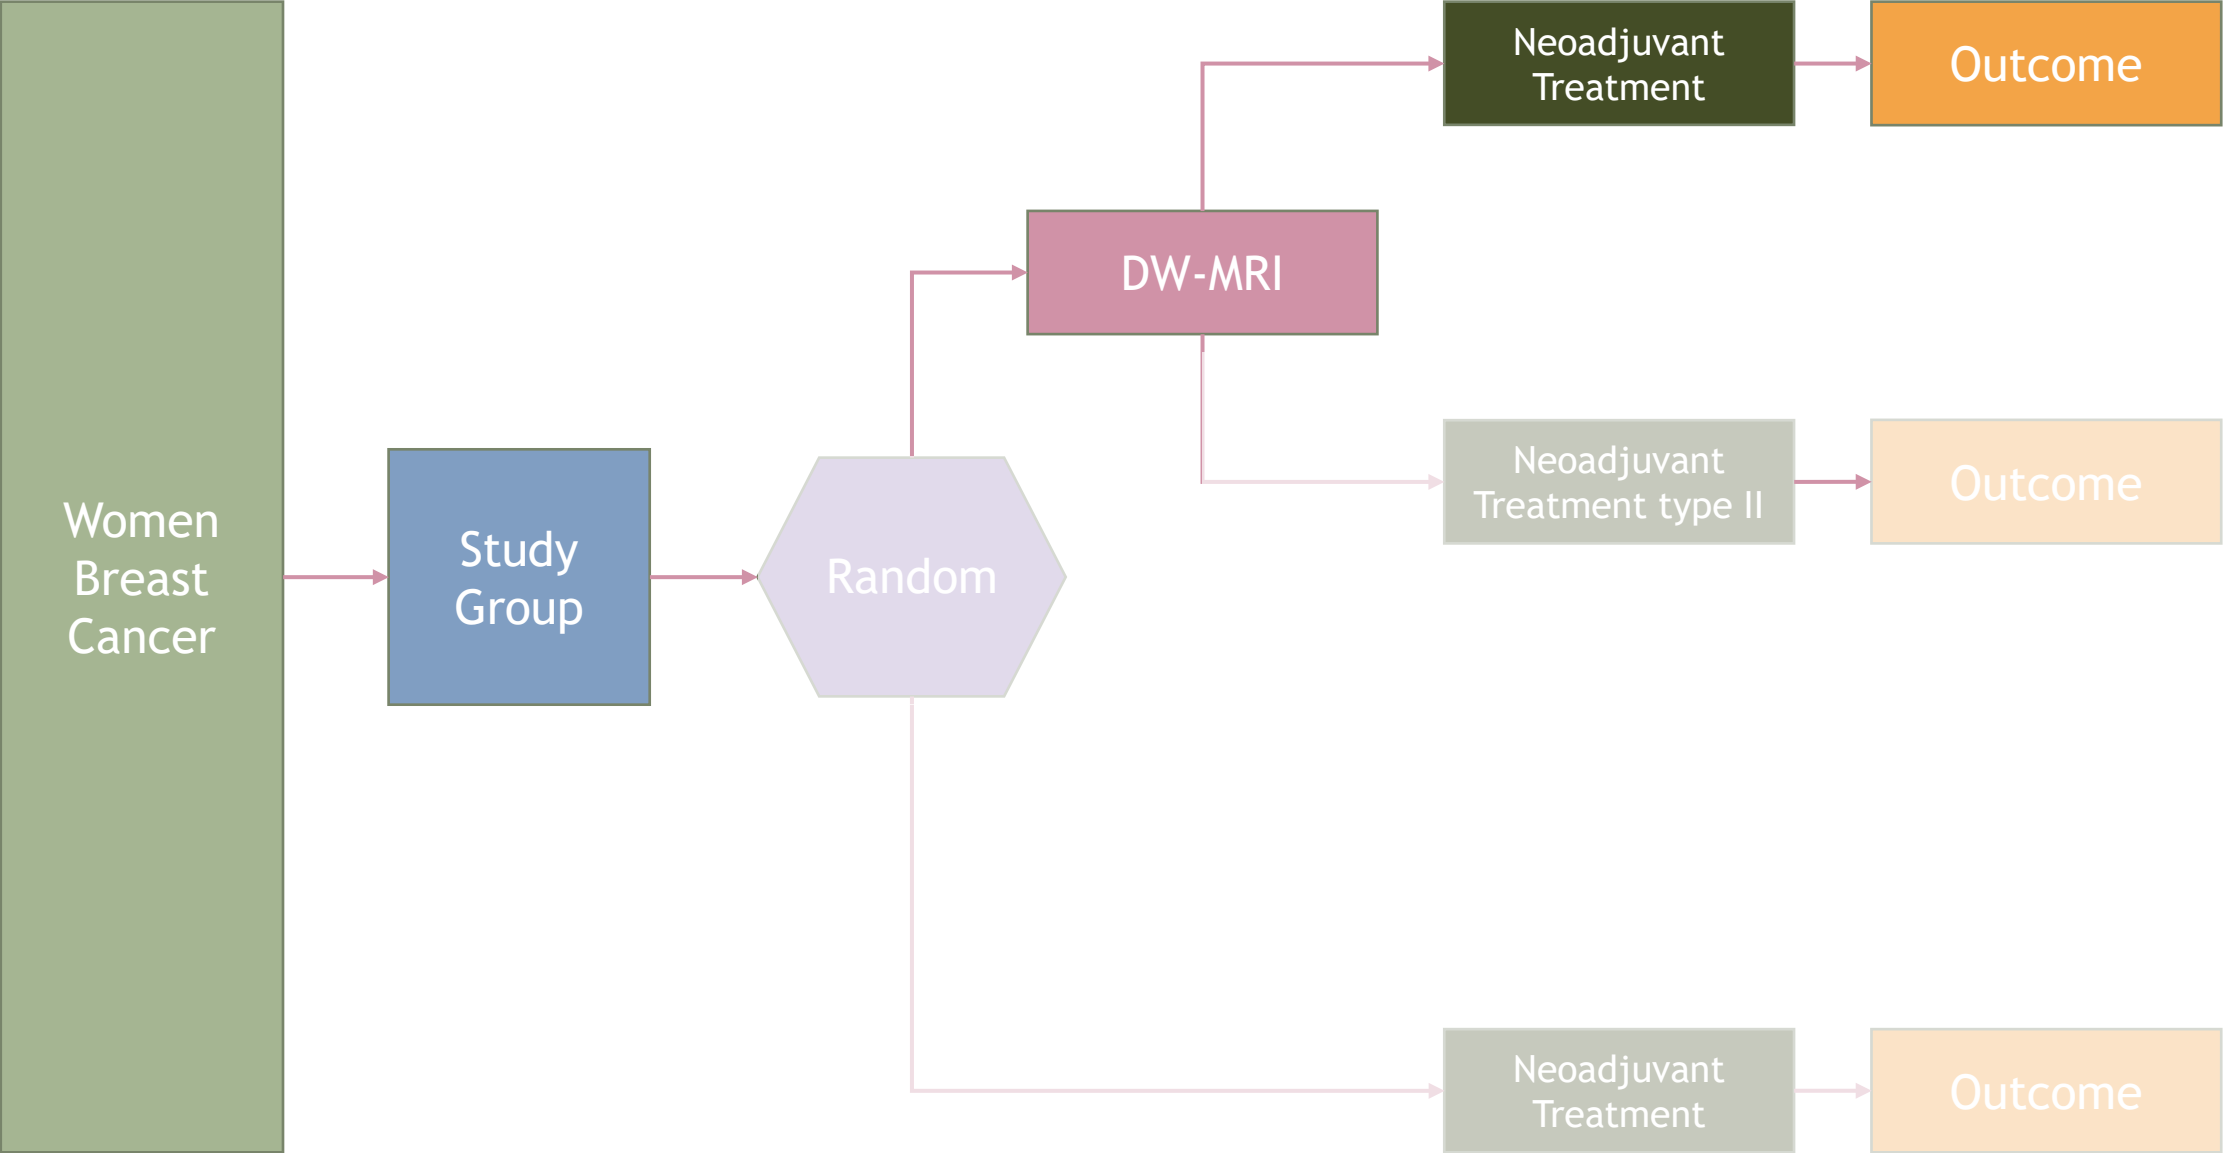 Women
Breast
Cancer
Study
Group
Random
DW-MRI
Neoadjuvant
Treatment
Outcome
Neoadjuvant
Treatment type II
Outcome
Neoadjuvant
Treatment
Outcome